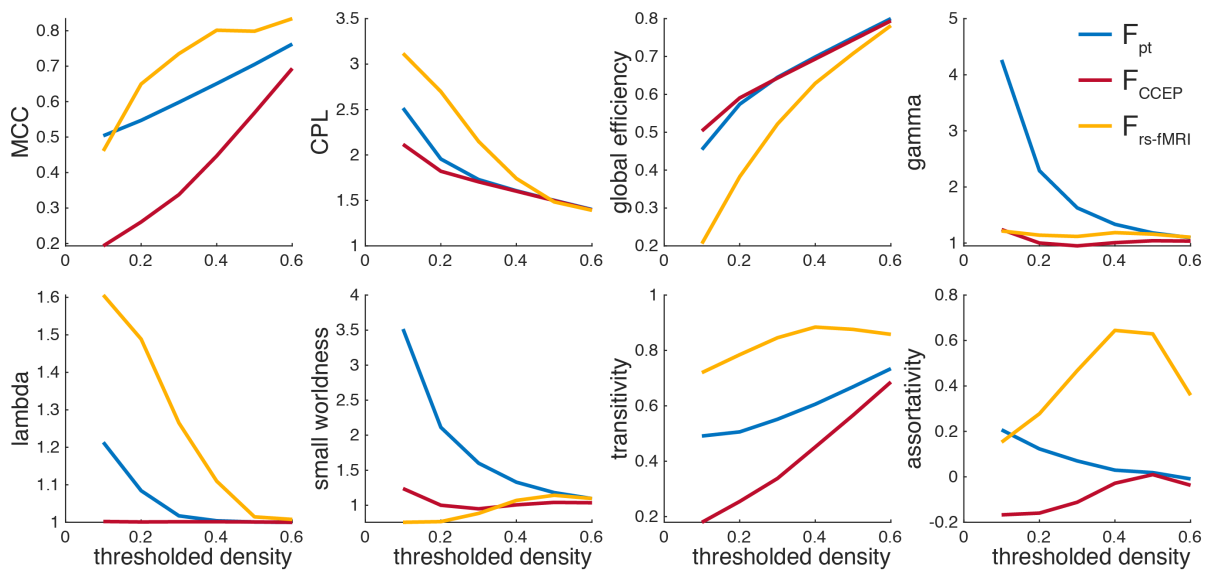 MCC
0.8
0.7
0.6
0.5
0.4
0.3
0.2
0 0.2 0.4 0.6
CPL
3.5
3
2.5
2
1.5
1
0 0.2 0.4 0.6
global efficiency
0.8
0.7
0.6
0.5
0.4
0.3
0.2
0 0.2 0.4 0.6
gamma
5
4
3
2
1
0 0.2 0.4 0.6
Fpt
FCCEP
Frs-fMRI
lambda
1.6
1.5
1.4
1.3
1.2
1.1
1
0 0.2 0.4 0.6
thresholded density
small worldness
4
3.5
3
2.5
2
1.5
1
0 0.2 0.4 0.6
thresholded density
transitivity
1
0.8
0.6
0.4
0.2
0 0.2 0.4 0.6
thresholded density
assortativity
0.8
0.6
0.4
0.2
0
-0.2
0 0.2 0.4 0.6
thresholded density